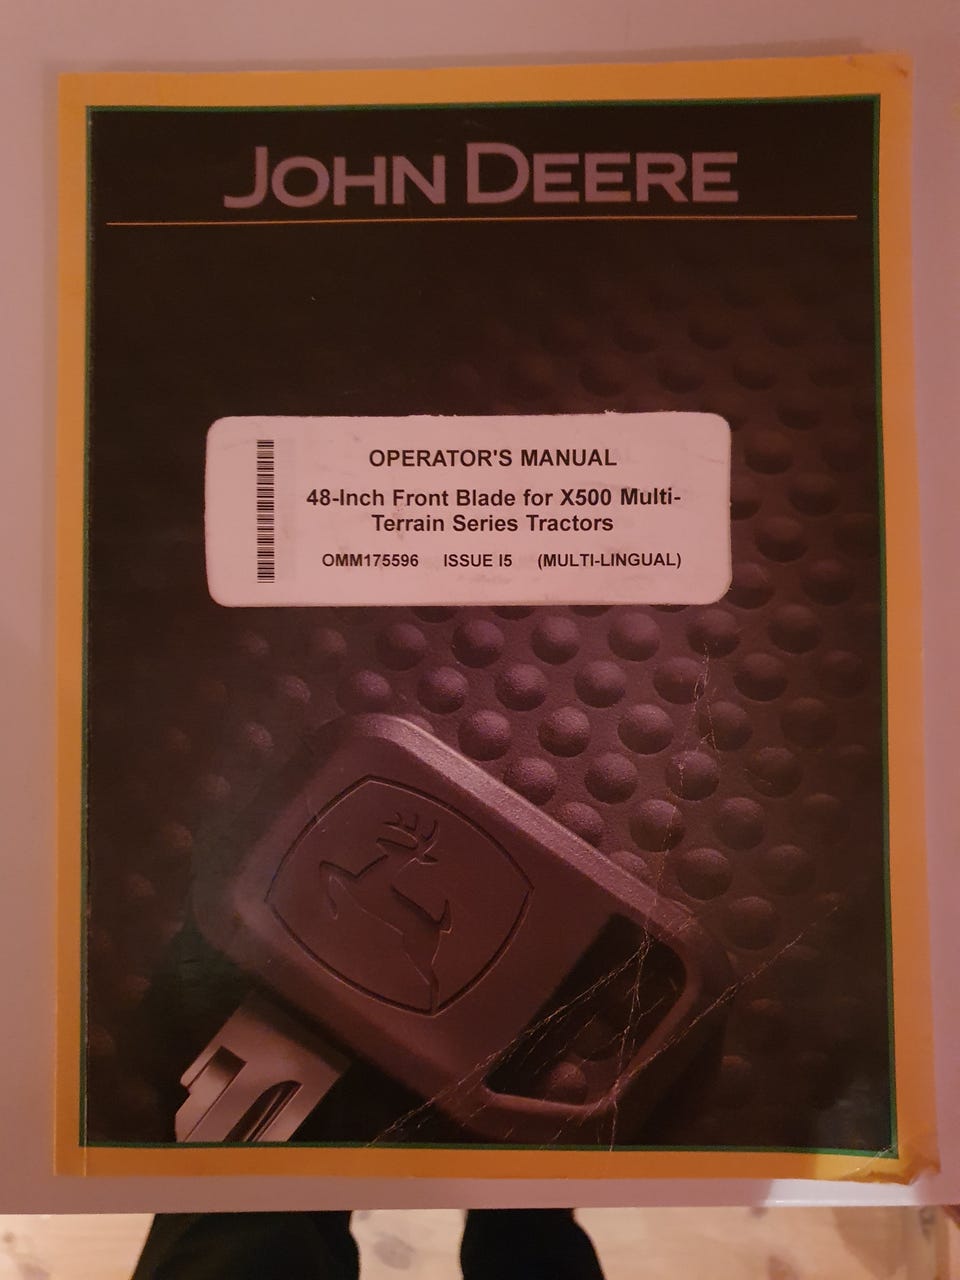 JOHN DEERE
OPERATOR'S MANUAL
48-Inch Front Blade for X500 Multi-
Terrain Series Tractors
OMM175596 ISSUE I5 (MULTI-LINGUAL)